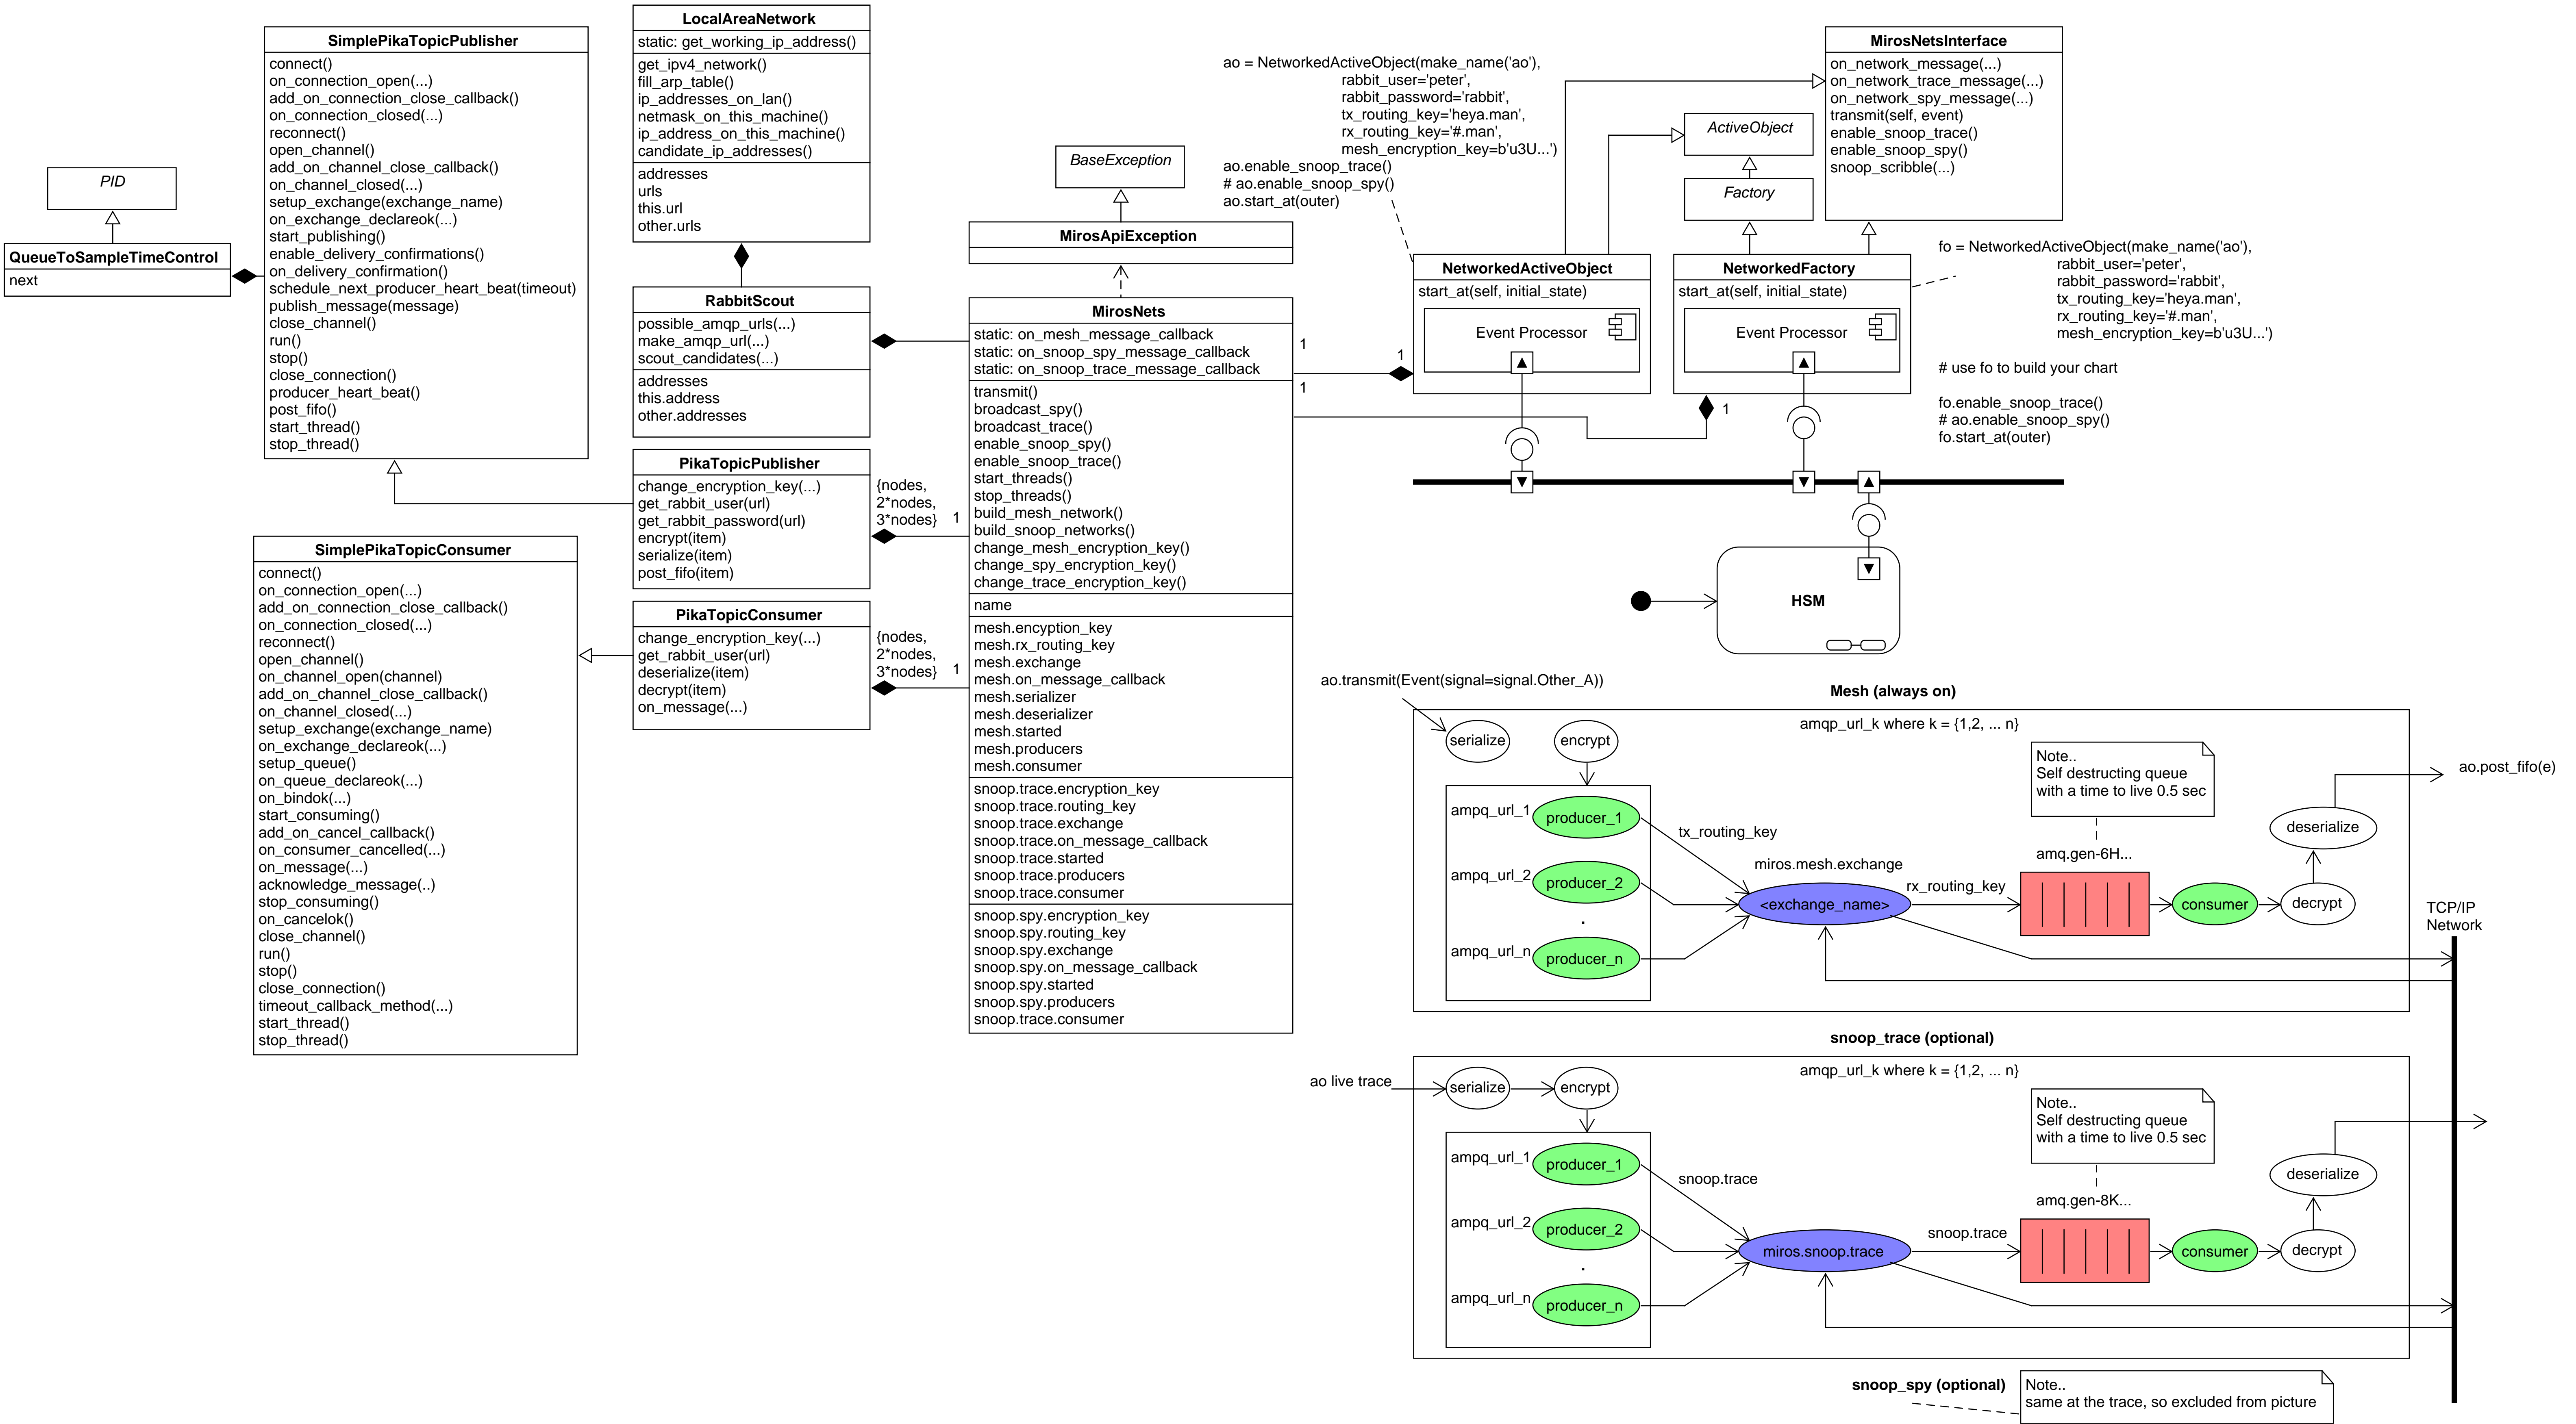 PID
QueueToSampleTimeControl
next
SimplePikaTopicPublisher
connect()
on_connection_open(...)
add_on_connection_close_callback()
on_connection_closed(...)
reconnect()
open_channel()
add_on_channel_close_callback()
on_channel_closed(...)
setup_exchange(exchange_name)
on_exchange_declareok(...)
start_publishing()
enable_delivery_confirmations()
on_delivery_confirmation()
schedule_next_producer_heart_beat(timeout)
publish_message(message)
close_channel()
run()
stop()
close_connection()
producer_heart_beat()
post_fifo()
start_thread()
stop_thread()
SimplePikaTopicConsumer
connect()
on_connection_open(...)
add_on_connection_close_callback()
on_connection_closed(...)
reconnect()
open_channel()
on_channel_open(channel)
add_on_channel_close_callback()
on_channel_closed(...)
setup_exchange(exchange_name)
on_exchange_declareok(...)
setup_queue()
on_queue_declareok(...)
on_bindok(...)
start_consuming()
add_on_cancel_callback()
on_consumer_cancelled(...)
on_message(...)
acknowledge_message(..)
stop_consuming()
on_cancelok()
close_channel()
run()
stop()
close_connection()
timeout_callback_method(...)
start_thread()
stop_thread()
LocalAreaNetwork
static: get_working_ip_address()
get_ipv4_network()
fill_arp_table()
ip_addresses_on_lan()
netmask_on_this_machine()
ip_address_on_this_machine()
candidate_ip_addresses()
addresses
urls
this.url
other.urls
RabbitScout
possible_amqp_urls(...)
make_amqp_url(...)
scout_candidates(...)
addresses
this.address
other.addresses
PikaTopicPublisher
change_encryption_key(...)
get_rabbit_user(url)
get_rabbit_password(url)
encrypt(item)
serialize(item)
post_fifo(item)
{nodes,
2*nodes,
3*nodes}
1
PikaTopicConsumer
change_encryption_key(...)
get_rabbit_user(url)
deserialize(item)
decrypt(item)
on_message(...)
{nodes,
2*nodes,
3*nodes}
1
BaseException
MirosApiException
MirosNets
static: on_mesh_message_callback
static: on_snoop_spy_message_callback
static: on_snoop_trace_message_callback
transmit()
broadcast_spy()
broadcast_trace()
enable_snoop_spy()
enable_snoop_trace()
start_threads()
stop_threads()
build_mesh_network()
build_snoop_networks()
change_mesh_encryption_key()
change_spy_encryption_key()
change_trace_encryption_key()
name
mesh.encyption_key
mesh.rx_routing_key
mesh.exchange
mesh.on_message_callback
mesh.serializer
mesh.deserializer
mesh.started
mesh.producers
mesh.consumer
snoop.trace.encryption_key
snoop.trace.routing_key
snoop.trace.exchange
snoop.trace.on_message_callback
snoop.trace.started
snoop.trace.producers
snoop.trace.consumer
snoop.spy.encryption_key
snoop.spy.routing_key
snoop.spy.exchange
snoop.spy.on_message_callback
snoop.spy.started
snoop.spy.producers
snoop.trace.consumer
1
1
1
1
ao = NetworkedActiveObject(make_name('ao'),
rabbit_user='peter',
rabbit_password='rabbit',
tx_routing_key='heya.man',
rx_routing_key='#.man',
mesh_encryption_key=b'u3U...')
ao.enable_snoop_trace()
# ao.enable_snoop_spy()
ao.start_at(outer)
NetworkedActiveObject
start_at(self, initial_state)
Event Processor
ActiveObject
Factory
NetworkedFactory
start_at(self, initial_state)
Event Processor
MirosNetsInterface
on_network_message(...)
on_network_trace_message(...)
on_network_spy_message(...)
transmit(self, event)
enable_snoop_trace()
enable_snoop_spy()
snoop_scribble(...)
fo = NetworkedActiveObject(make_name('ao'),
rabbit_user='peter',
rabbit_password='rabbit',
tx_routing_key='heya.man',
rx_routing_key='#.man',
mesh_encryption_key=b'u3U...')
# use fo to build your chart
fo.enable_snoop_trace()
# ao.enable_snoop_spy()
fo.start_at(outer)
HSM
ao.transmit(Event(signal=signal.Other_A))
Mesh (always on)
amqp_url_k where k = {1,2, ... n}
serialize
encrypt
ampq_url_1
producer_1
ampq_url_2
producer_2
.
ampq_url_n
producer_n
tx_routing_key
miros.mesh.exchange
<exchange_name>
rx_routing_key
Note..
Self destructing queue
with a time to live 0.5 sec
amq.gen-6H...
consumer
decrypt
deserialize
ao.post_fifo(e)
TCP/IP
Network
snoop_trace (optional)
amqp_url_k where k = {1,2, ... n}
ao live trace
serialize
encrypt
ampq_url_1
producer_1
ampq_url_2
producer_2
.
ampq_url_n
producer_n
snoop.trace
miros.snoop.trace
snoop.trace
Note..
Self destructing queue
with a time to live 0.5 sec
amq.gen-8K...
consumer
decrypt
deserialize
snoop_spy (optional)
Note..
same at the trace, so excluded from picture